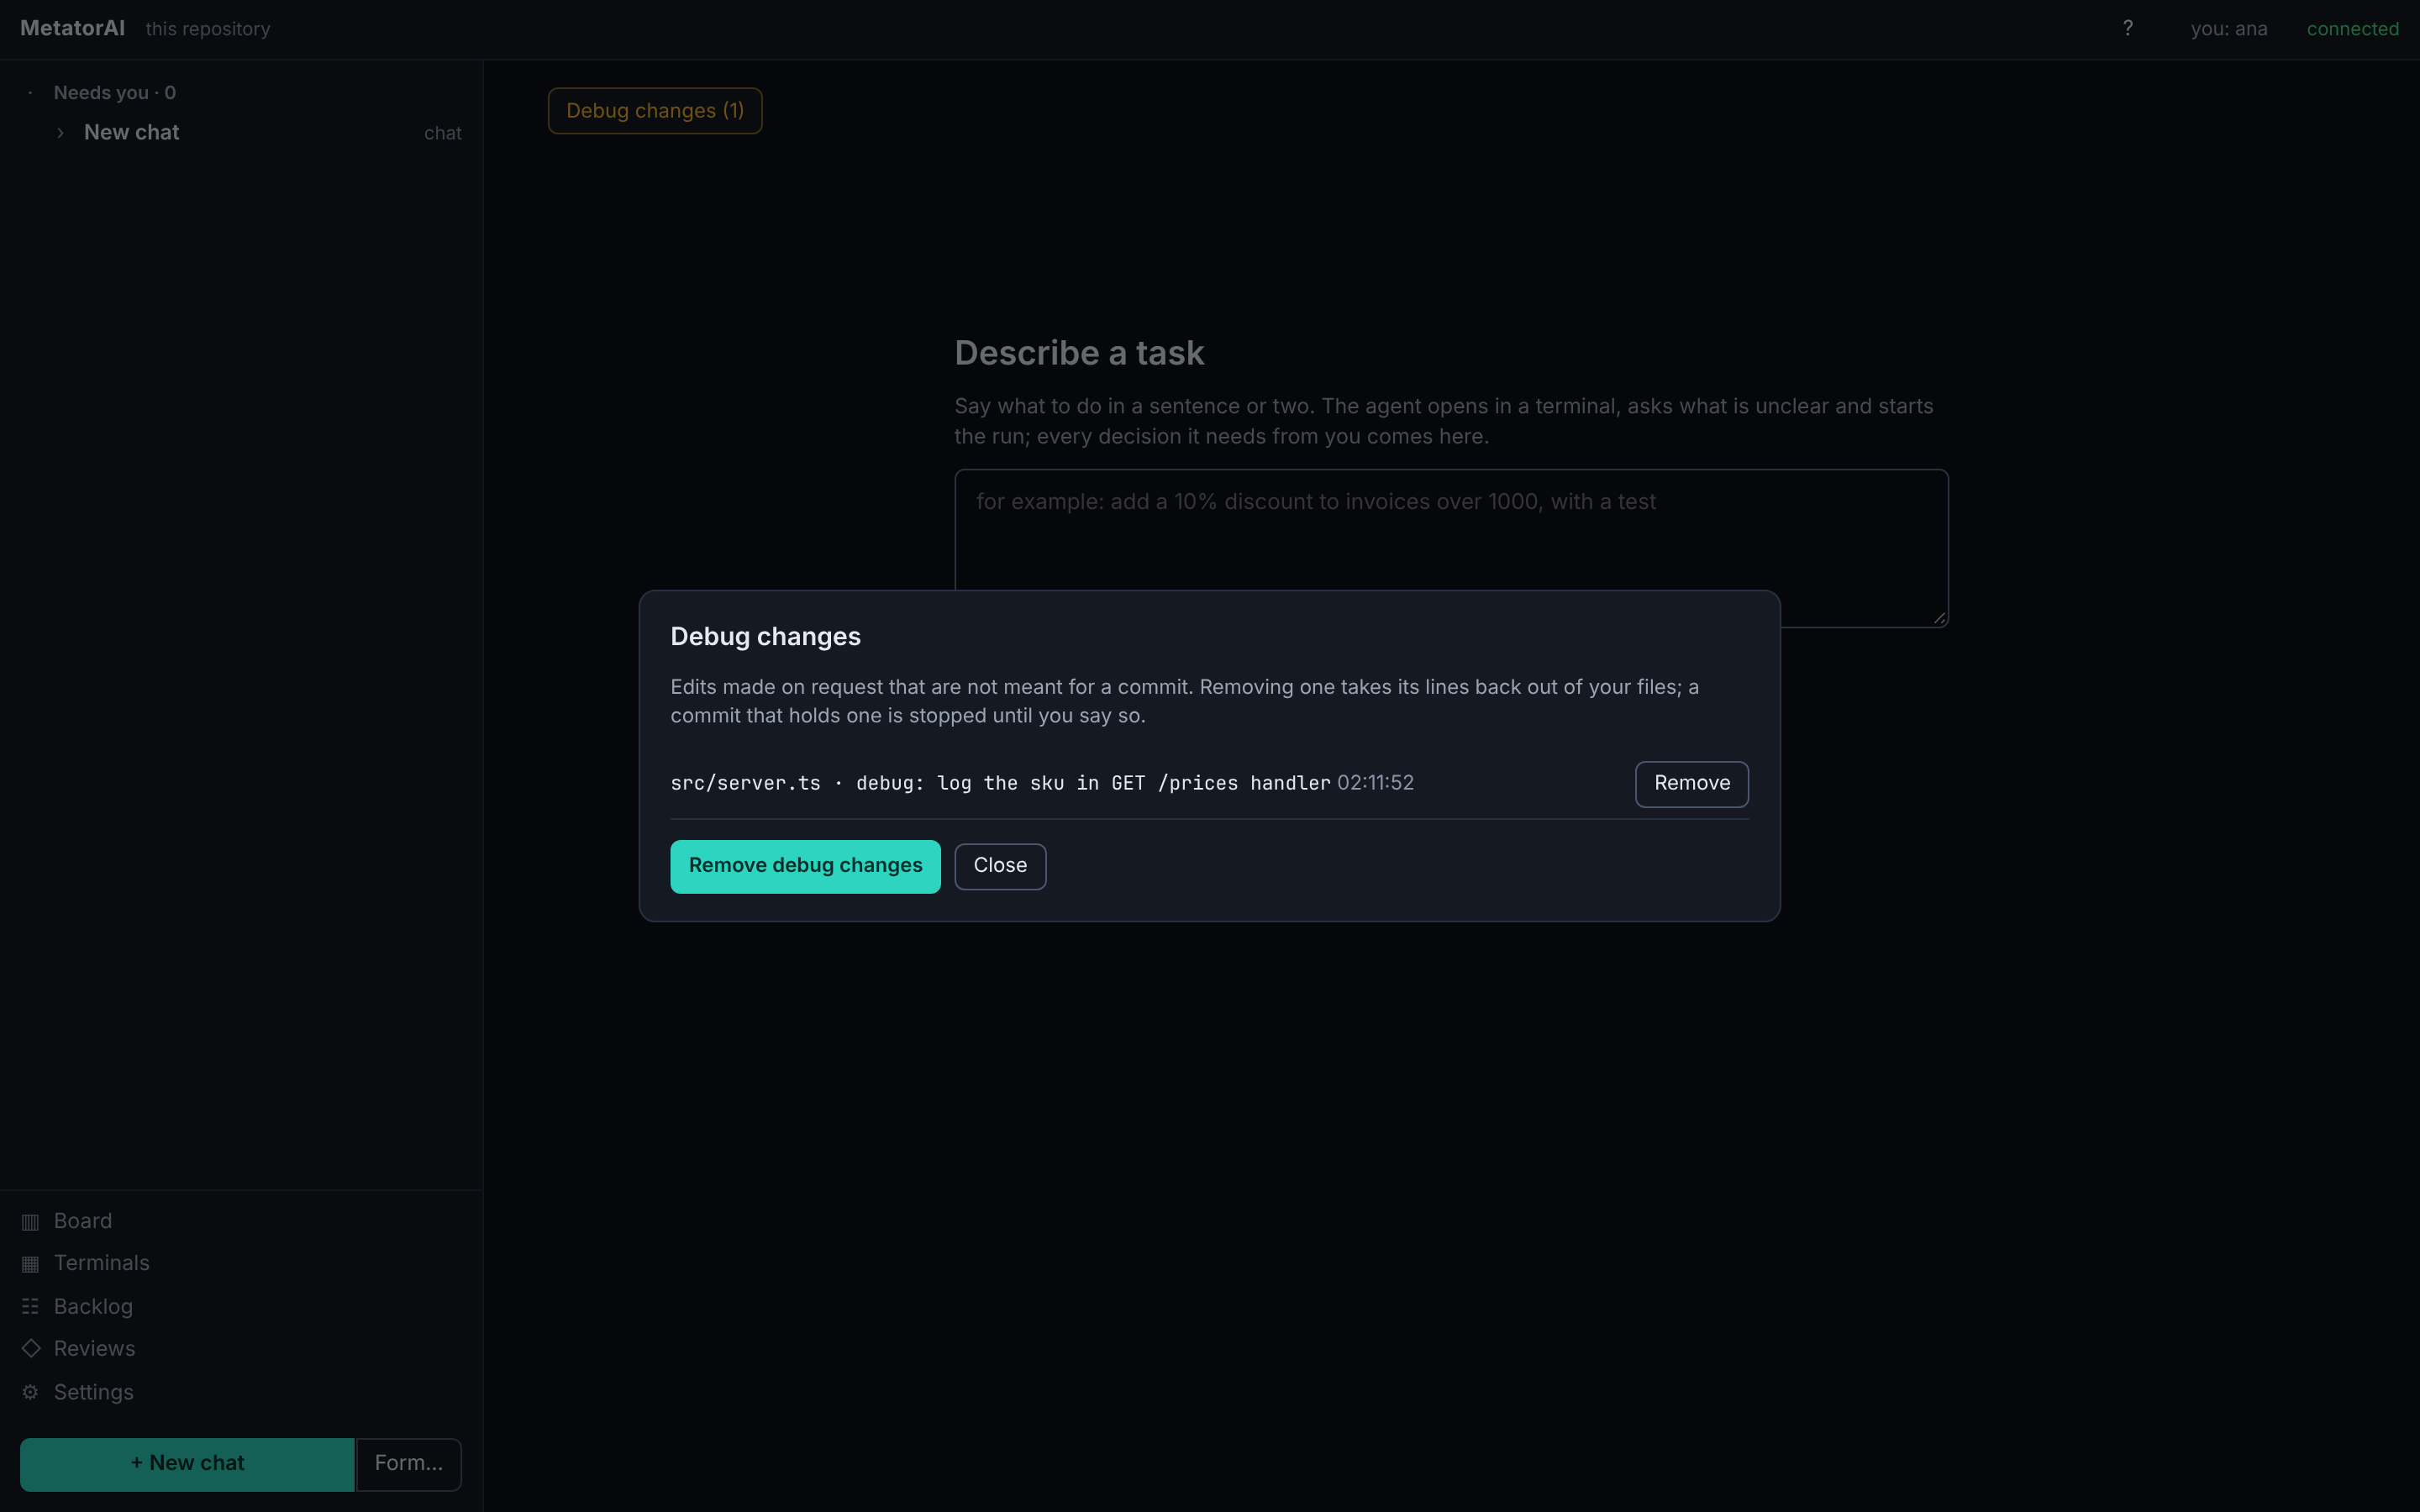 MetatorAI this repository
? you: ana connected
· Needs you · 0
› New chat chat
Debug changes (1)
Describe a task
Say what to do in a sentence or two. The agent opens in a terminal, asks what is unclear and starts
the run; every decision it needs from you comes here.
for example: add a 10% discount to invoices over 1000, with a test
Debug changes
Edits made on request that are not meant for a commit. Removing one takes its lines back out of your files; a
commit that holds one is stopped until you say so.
src/server.ts · debug: log the sku in GET /prices handler 02:11:52 Remove
Remove debug changes Close
Board
Terminals
Backlog
Reviews
Settings
+ New chat Form...